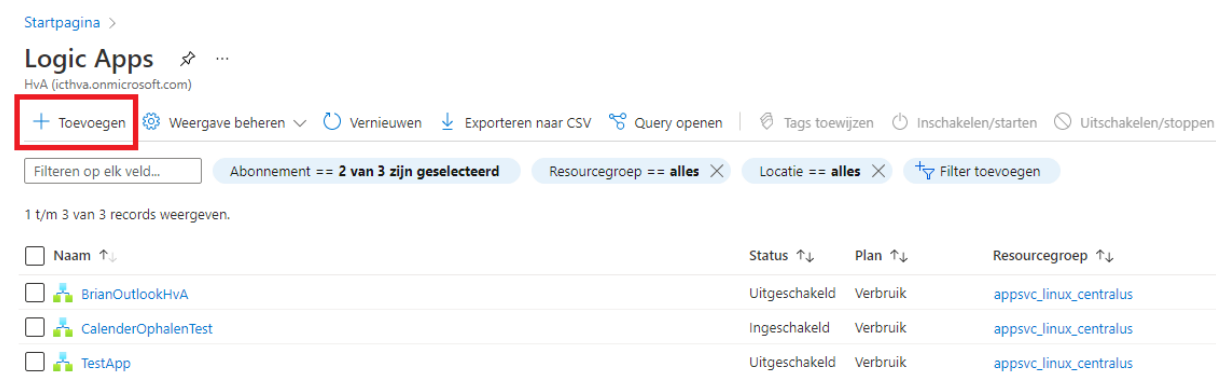 Startpagina >
Logic Apps ...
HvA (icthva.onmicrosoft.com)
+ Toevoegen Weergave beheren Vernieuwen Exporteren naar CSV Query openen Tags toewijzen Inschakelen/starten Uitschakelen/stoppen
Filteren op elk veld... Abonnement == 2 van 3 zijn geselecteerd Resourcegroep == alles Locatie == alles Filter toevoegen
1 t/m 3 van 3 records weergeven.
Naam ↑↓ Status ↑↓ Plan ↑↓ Resourcegroep ↑↓
BrianOutlookHvA Uitgeschakeld Verbruik appsvc_linux_centralus
CalenderOphalenTest Ingeschakeld Verbruik appsvc_linux_centralus
TestApp Uitgeschakeld Verbruik appsvc_linux_centralus